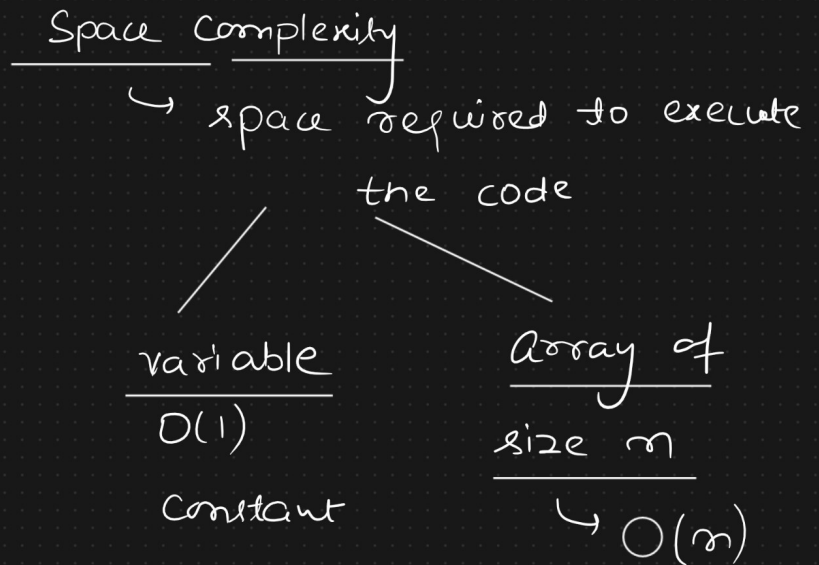 Space Complexity
↳ space required to execute
the code
variable
O(1)
Constant
Array of
size n
↳ O(n)